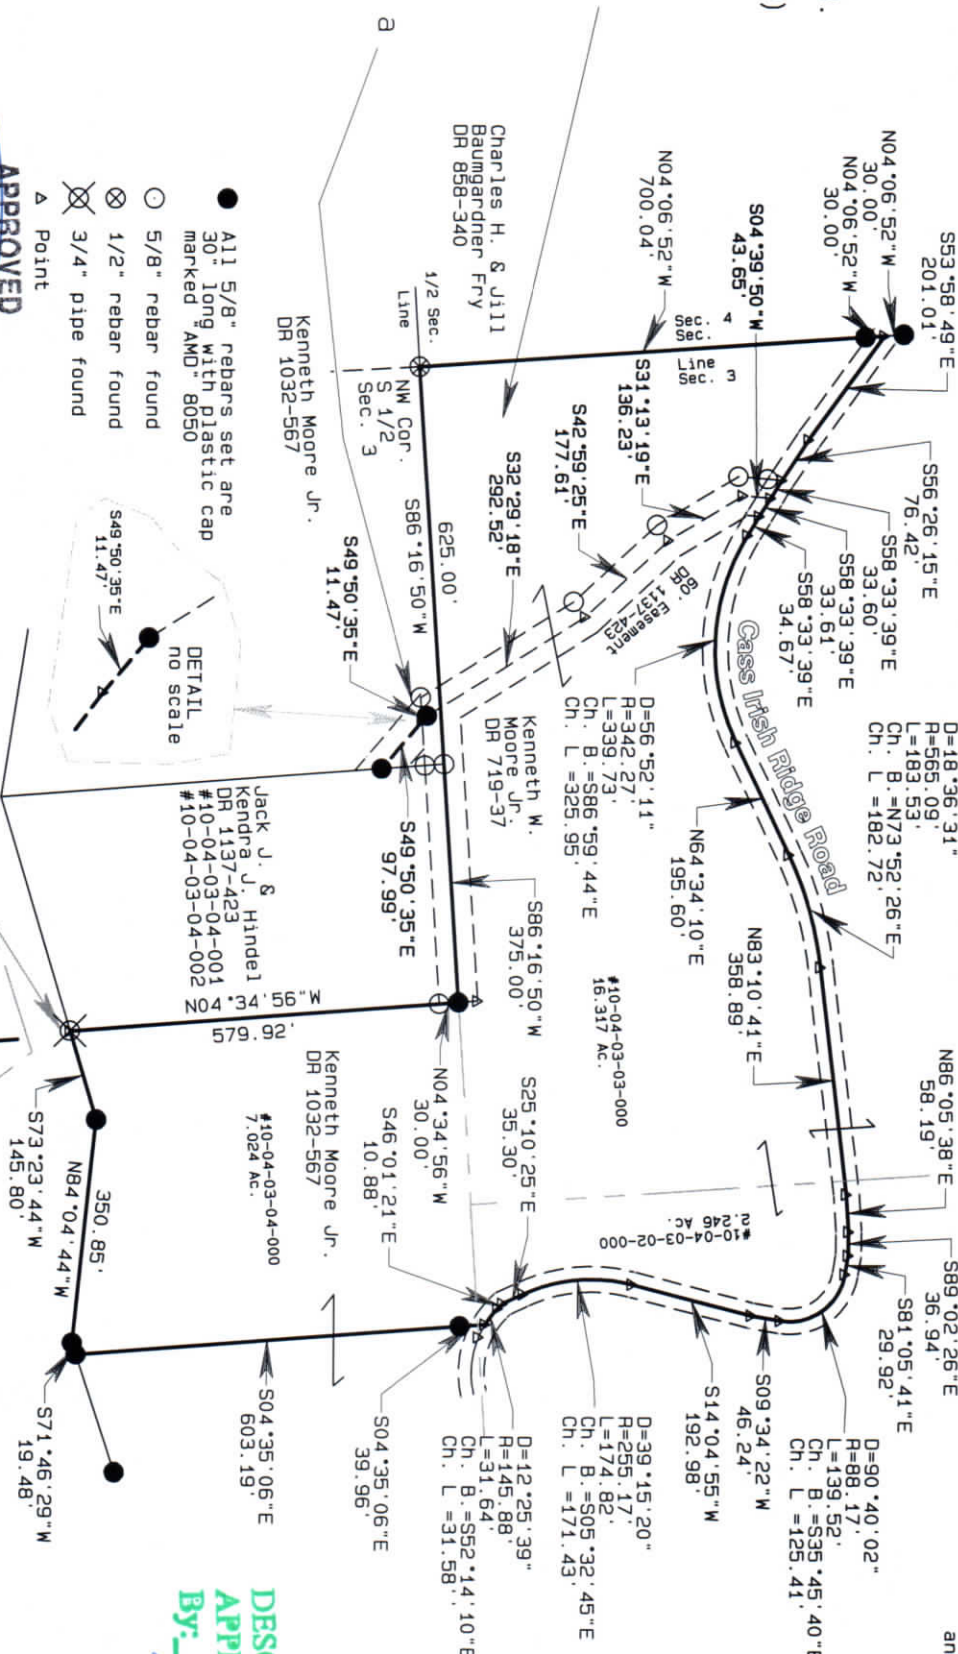 S53°58'49"E
201.01'
N04°06'52"W
30.00'
N04°06'52"W
30.00'
S56°26'15"E
76.42'
S58°33'39"E
33.60'
S58°33'39"E
33.61'
S58°33'39"E
34.67'
D=18°36'31"
R=565.09'
L=183.53'
Ch. B.=N73°52'26"E
Ch. L =182.72'
N86°05'38"E
58.19'
S89°02'26"E
36.94'
S81°05'41"E
29.92'
D=90°40'02"
R=88.17'
L=139.52'
Ch. B.=S35°45'40"E
Ch. L =125.41'
an
)
S04°39'50"W
43.65'
N04°06'52"W
700.04'
Sec. 4
Sec.
Line
Sec. 3
Cass Irish Ridge Road
S31°13'19"E
136.23'
S42°59'25"E
177.61'
S32°29'18"E
292.52'
60' Easement
DR 1137-423
D=56°52'11"
R=342.27'
L=339.73'
Ch. B.=S86°59'44"E
Ch. L =325.95'
N64°34'10"E
195.60'
N83°10'41"E
358.89'
#10-04-03-03-000
16.317 Ac.
#10-04-03-02-000
2.246 Ac.
S09°34'22"W
46.24'
S14°04'55"W
192.98'
D=39°15'20"
R=255.17'
L=174.82'
Ch. B.=S05°32'45"E
Ch. L =171.43'
D=12°25'39"
R=145.88'
L=31.64'
Ch. B.=S52°14'10"E
Ch. L =31.58'
Charles H. & Jill
Baumgardner Fry
DR 858-340
1/2 Sec.
Line
NW Cor.
S 1/2
Sec. 3
625.00'
S86°16'50"W
Kenneth W.
Moore Jr.
DR 719-37
S86°16'50"W
375.00'
S25°10'25"E
35.30'
N04°34'56"W
30.00'
S46°01'21"E
10.88'
S04°35'06"E
39.96'
a
Kenneth Moore Jr.
DR 1032-567
S49°50'35"E
11.47'
S49°50'35"E
97.99'
Jack J. &
Kendra J. Hindel
DR 1137-423
#10-04-03-04-001
#10-04-03-04-002
N04°34'56"W
579.92'
Kenneth Moore Jr.
DR 1032-567
#10-04-03-04-000
7.024 Ac.
S04°35'06"E
603.19'
All 5/8" rebars set are
30" long with plastic cap
marked "AMD" 8050
5/8" rebar found
1/2" rebar found
3/4" pipe found
Point
DETAIL
no scale
S49°50'35"E
11.47'
S73°23'44"W
145.80'
350.85'
N84°04'44"W
S71°46'29"W
19.48'
APPROVED
By: